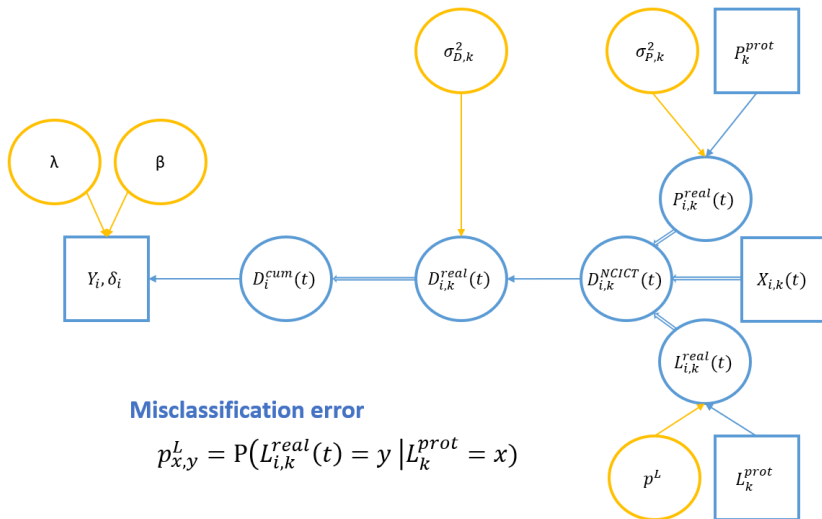 σ²_{D,k}
σ²_{P,k}
P_k^{prot}
λ
β
P_{i,k}^{real}(t)
Y_i, δ_i
D_i^{cum}(t)
D_{i,k}^{real}(t)
D_{i,k}^{NCICT}(t)
X_{i,k}(t)
L_{i,k}^{real}(t)
Misclassification error
p_{x,y}^L = P(L_{i,k}^{real}(t) = y | L_k^{prot} = x)
p^L
L_k^{prot}